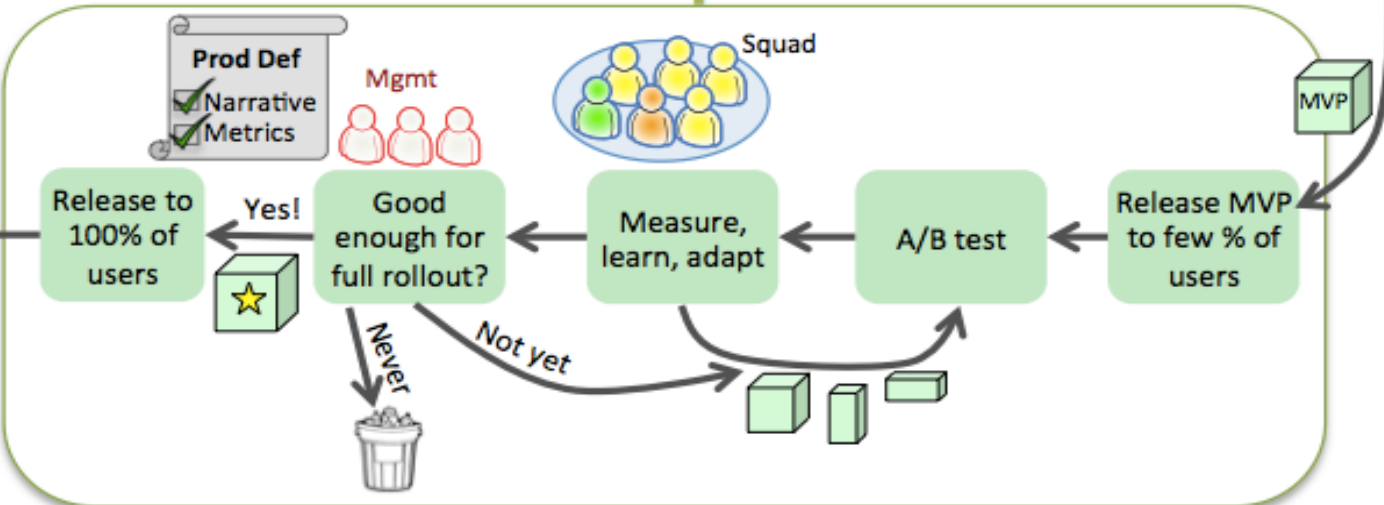 Prod Def
Narrative
Metrics
Mgmt
Squad
MVP
Release to
100% of
users
Yes!
Good
enough for
full rollout?
Measure,
learn, adapt
A/B test
Release MVP
to few % of
users
Never
Not yet